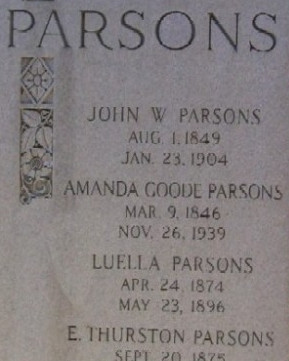 PARSONS
JOHN W PARSONS
AUG. 1, 1849
JAN. 23, 1904
AMANDA GOODE PARSONS
MAR. 9, 1846
NOV. 26, 1939
LUELLA PARSONS
APR. 24, 1874
MAY 23, 1896
E. THURSTON PARSONS
SEPT. 20, 1875